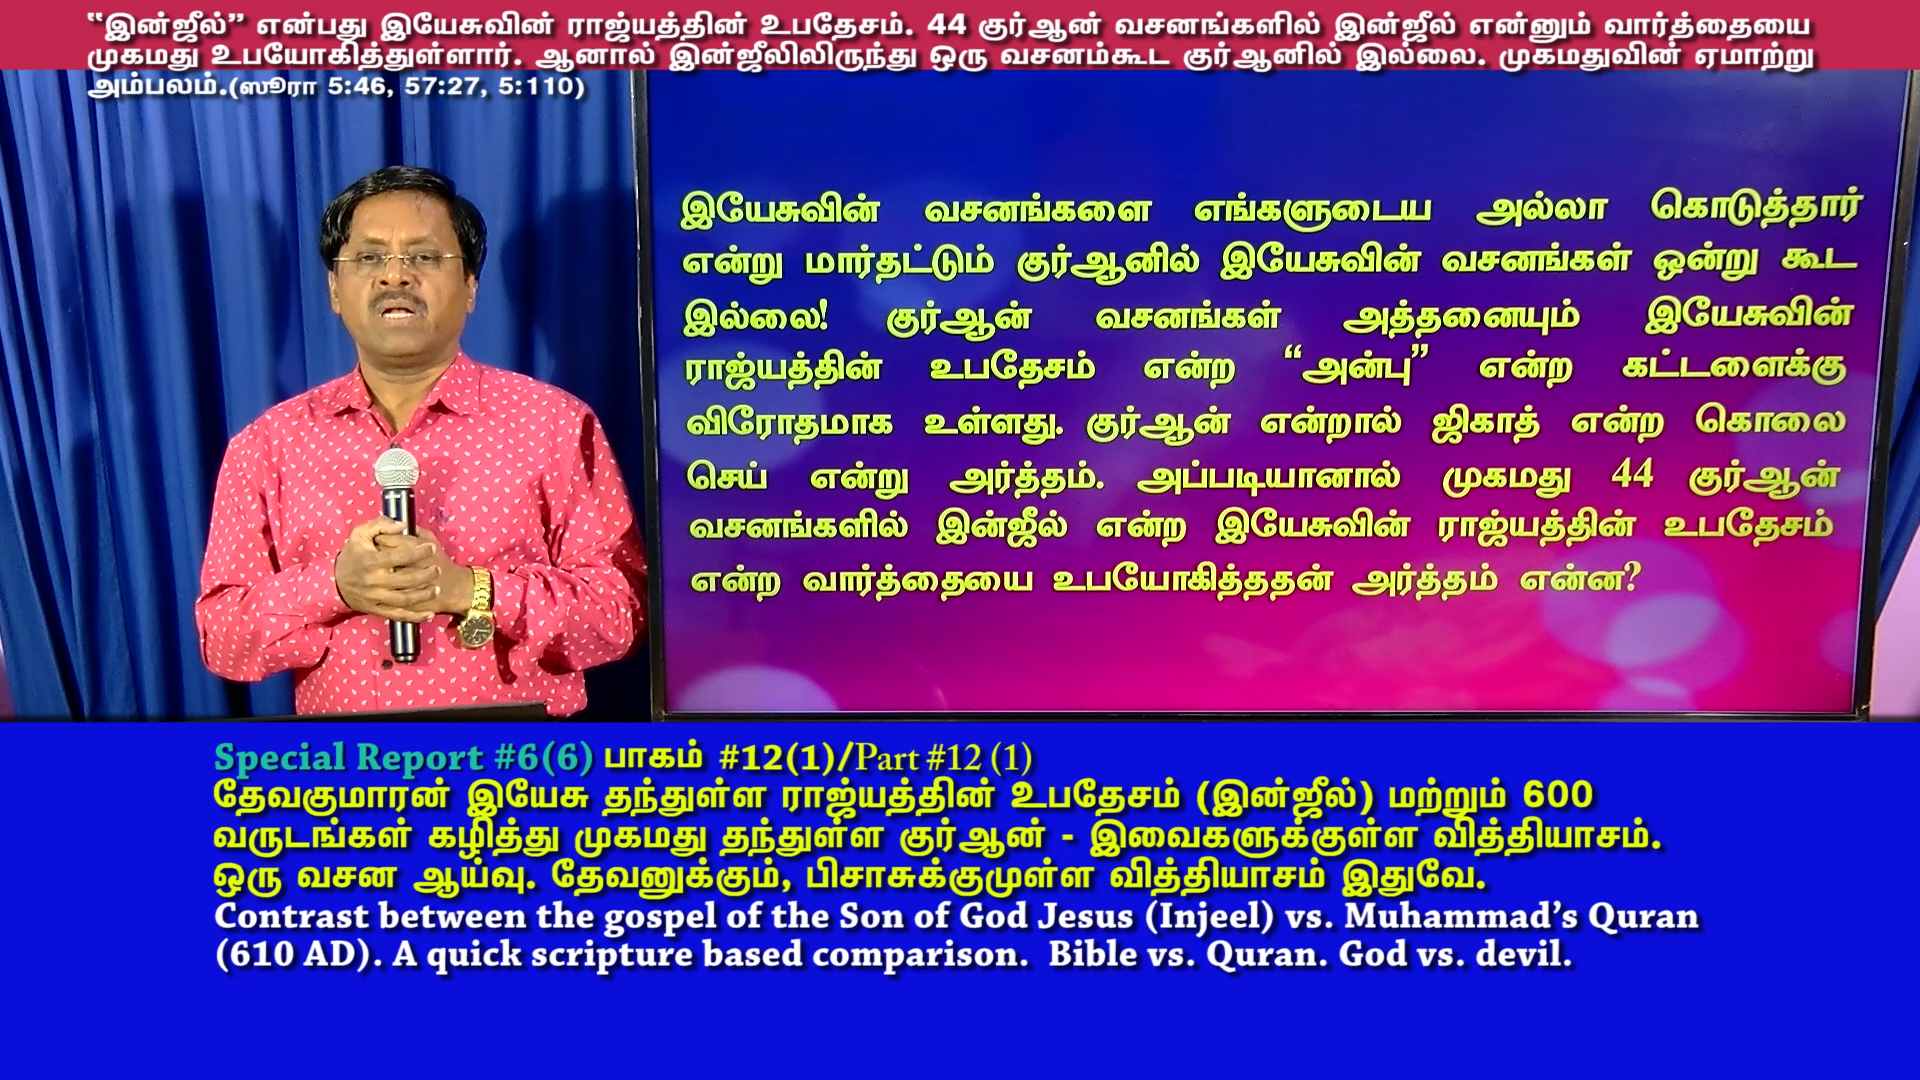 “இன்ஜீல்” என்பது இயேசுவின் ராஜ்யத்தின் உபதேசம். 44 குர்ஆன் வசனங்களில் இன்ஜீல் என்னும் வார்த்தையை
முகமது உபயோகித்துள்ளார். ஆனால் இன்ஜீலிலிருந்து ஒரு வசனம்கூட குர்ஆனில் இல்லை. முகமதுவின் ஏமாற்று
அம்பலம்.(ஸூரா 5:46, 57:27, 5:110)
இயேசுவின் வசனங்களை எங்களுடைய அல்லா கொடுத்தார்
என்று மார்தட்டும் குர்ஆனில் இயேசுவின் வசனங்கள் ஒன்று கூட
இல்லை! குர்ஆன் வசனங்கள் அத்தனையும் இயேசுவின்
ராஜ்யத்தின் உபதேசம் என்ற “அன்பு” என்ற கட்டளைக்கு
விரோதமாக உள்ளது. குர்ஆன் என்றால் ஜிகாத் என்ற கொலை
செய் என்று அர்த்தம். அப்படியானால் முகமது 44 குர்ஆன்
வசனங்களில் இன்ஜீல் என்ற இயேசுவின் ராஜ்யத்தின் உபதேசம்
என்ற வார்த்தையை உபயோகித்ததன் அர்த்தம் என்ன?
Special Report #6(6) பாகம் #12(1)/Part #12 (1)
தேவகுமாரன் இயேசு தந்துள்ள ராஜ்யத்தின் உபதேசம் (இன்ஜீல்) மற்றும் 600
வருடங்கள் கழித்து முகமது தந்துள்ள குர்ஆன் - இவைகளுக்குள்ள வித்தியாசம்.
ஒரு வசன ஆய்வு. தேவனுக்கும், பிசாசுக்குமுள்ள வித்தியாசம் இதுவே.
Contrast between the gospel of the Son of God Jesus (Injeel) vs. Muhammad’s Quran
(610 AD). A quick scripture based comparison.  Bible vs. Quran. God vs. devil.